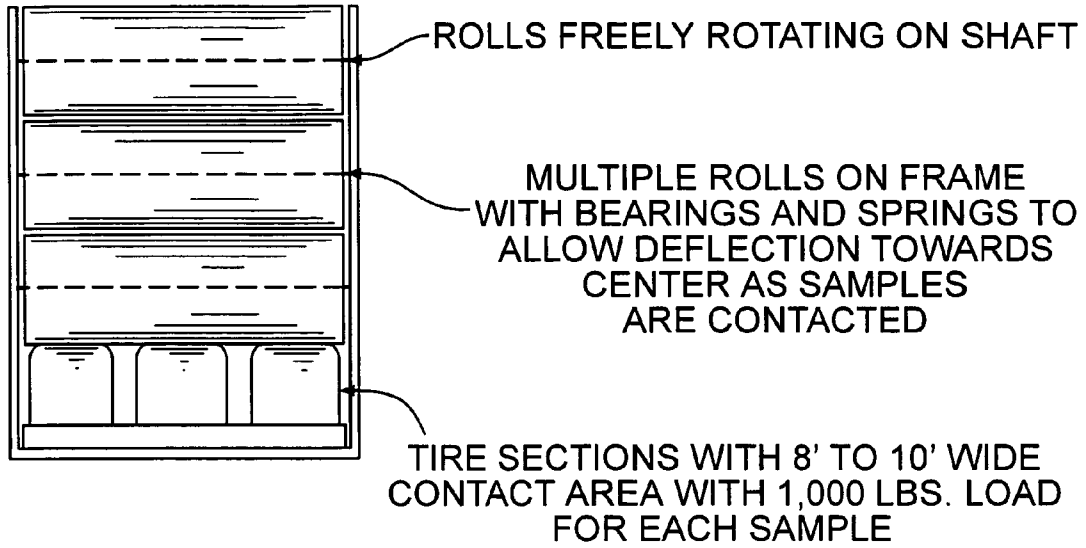 ROLLS FREELY ROTATING ON SHAFT
MULTIPLE ROLLS ON FRAME
WITH BEARINGS AND SPRINGS TO
ALLOW DEFLECTION TOWARDS
CENTER AS SAMPLES
ARE CONTACTED
TIRE SECTIONS WITH 8' TO 10' WIDE
CONTACT AREA WITH 1,000 LBS. LOAD
FOR EACH SAMPLE